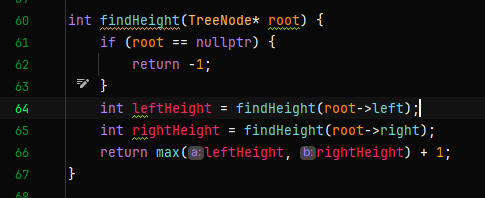 60 int findHeight(TreeNode* root) {
61 if (root == nullptr) {
62 return -1;
63 }
64 int leftHeight = findHeight(root->left);
65 int rightHeight = findHeight(root->right);
66 return max(a:leftHeight, b:rightHeight) + 1;
67 }
68